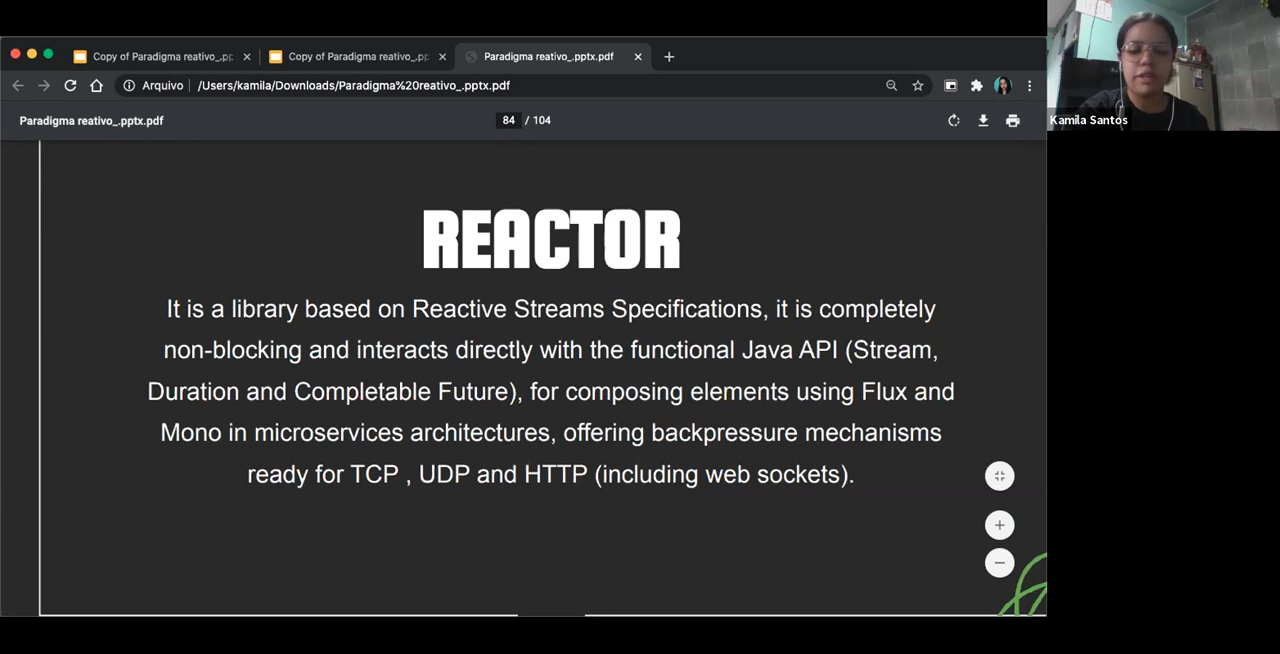 Copy of Paradigma reativo_.pp
Copy of Paradigma reativo_.pp
Paradigma reativo_.pptx.pdf
Arquivo
/Users/kamila/Downloads/Paradigma%20reativo_.pptx.pdf
Paradigma reativo_.pptx.pdf
84 / 104
Kamila Santos
REACTOR
It is a library based on Reactive Streams Specifications, it is completely
non-blocking and interacts directly with the functional Java API (Stream,
Duration and Completable Future), for composing elements using Flux and
Mono in microservices architectures, offering backpressure mechanisms
ready for TCP , UDP and HTTP (including web sockets).